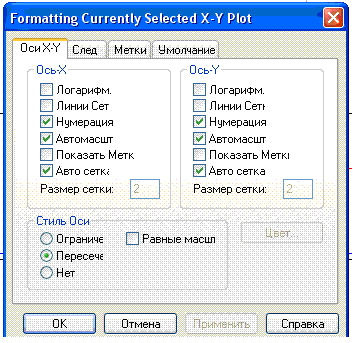 Formatting Currently Selected X-Y Plot
Оси X-Y След Метки Умолчание
Ось-X Ось-Y
Логарифм. Логарифм.
Линии Сет Линии Сетк
Нумерация Нумерация
Автомасшт Автомасшт
Показать Метк Показать Метк
Авто сетка Авто сетка
Размер сетки: 2 Размер сетки: 2
Стиль Оси
Ограниче Равные масшт Цвет...
Пересече
Нет
OK Отмена Применить Справка